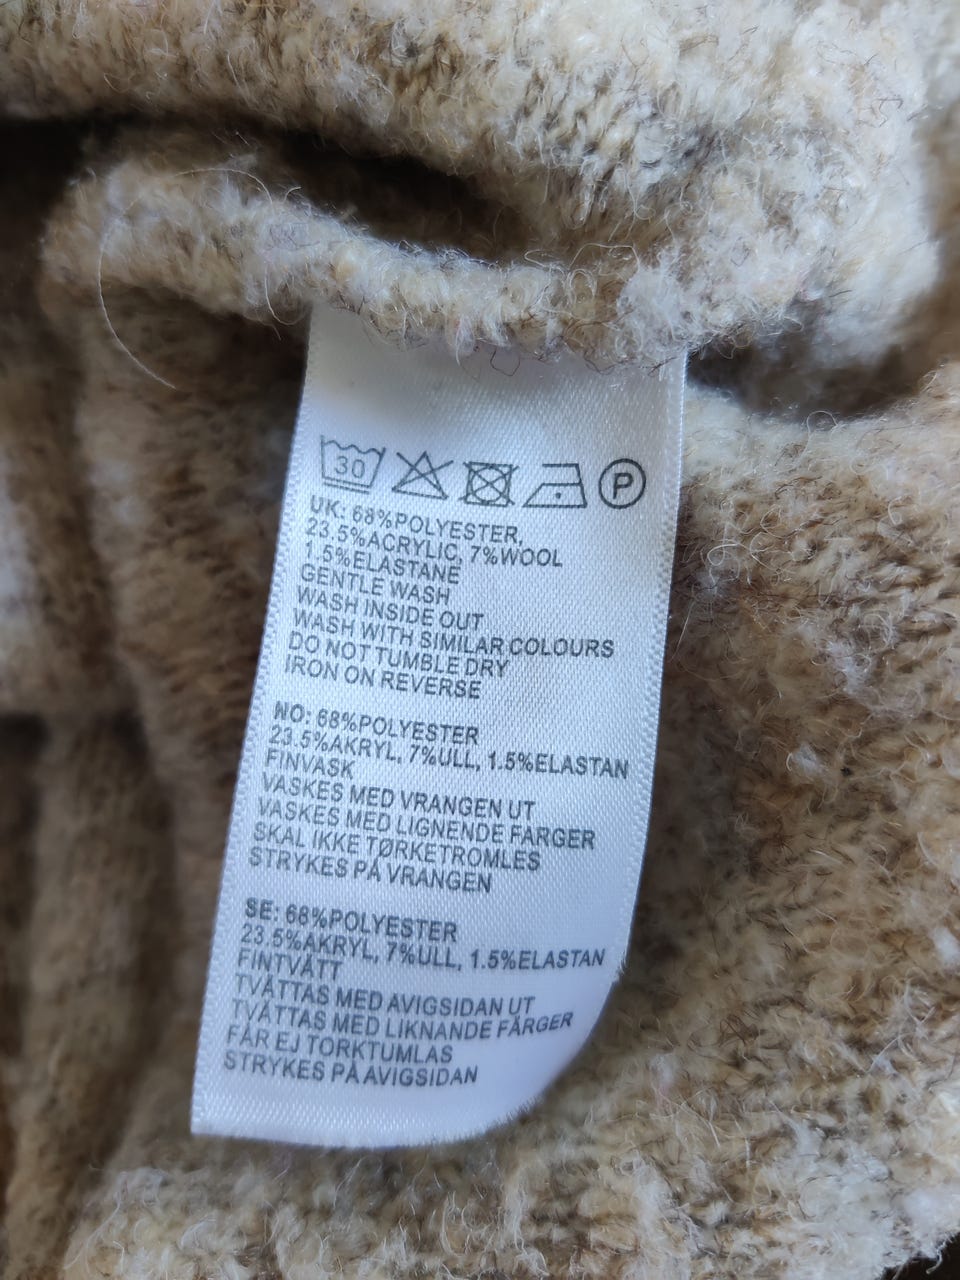 30 P
UK: 68%POLYESTER,
23.5%ACRYLIC, 7%WOOL
1.5%ELASTANE
GENTLE WASH
WASH INSIDE OUT
WASH WITH SIMILAR COLOURS
DO NOT TUMBLE DRY
IRON ON REVERSE
NO: 68%POLYESTER
23.5%AKRYL, 7%ULL, 1.5%ELASTAN
FINVASK
VASKES MED VRANGEN UT
VASKES MED LIGNENDE FARGER
SKAL IKKE TØRKETROMLES
STRYKES PÅ VRANGEN
SE: 68%POLYESTER
23.5%AKRYL, 7%ULL, 1.5%ELASTAN
FINTVÄTT
TVÄTTAS MED AVIGSIDAN UT
TVÄTTAS MED LIKNANDE FÄRGER
FÅR EJ TORKTUMLAS
STRYKES PÅ AVIGSIDAN